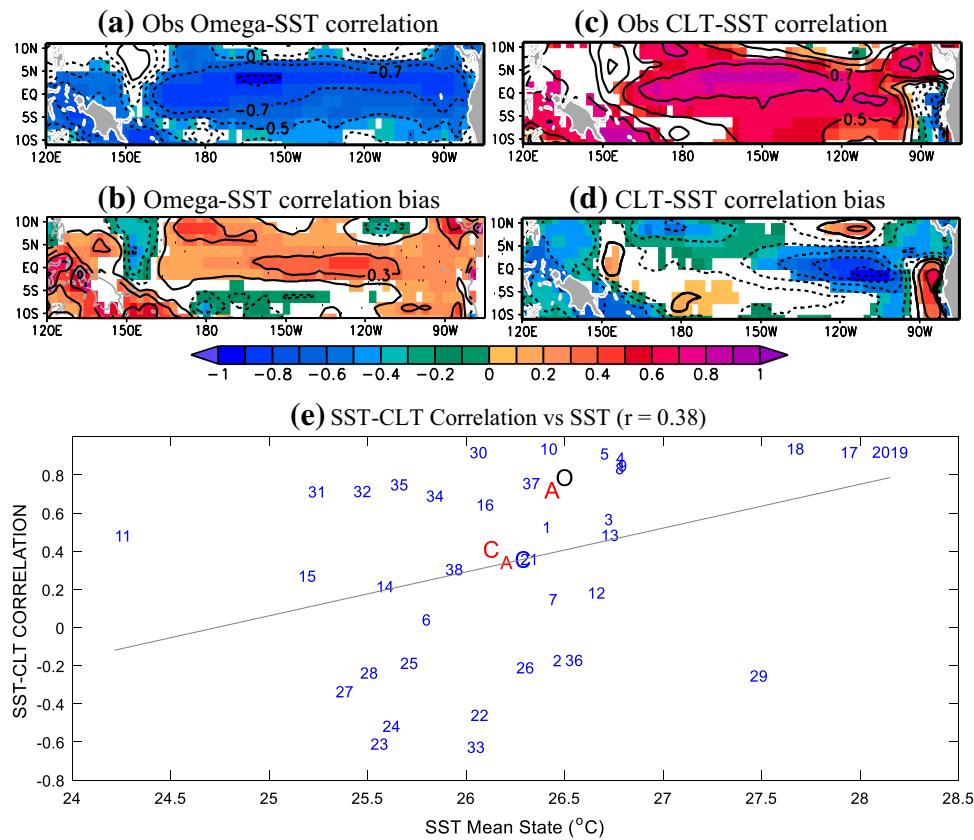 (a) Obs Omega-SST correlation
(c) Obs CLT-SST correlation
10N
5N
EQ
5S
10S
−0.5
−0.7
−0.7
−0.5
120E 150E 180 150W 120W 90W
10N
5N
EQ
5S
10S
0.7
0.5
120E 150E 180 150W 120W 90W
(b) Omega-SST correlation bias
(d) CLT-SST correlation bias
10N
5N
EQ
5S
10S
0.3
120E 150E 180 150W 120W 90W
10N
5N
EQ
5S
10S
120E 150E 180 150W 120W 90W
−1 −0.8 −0.6 −0.4 −0.2 0 0.2 0.4 0.6 0.8 1
(e) SST-CLT Correlation vs SST (r = 0.38)
SST-CLT CORRELATION
0.8
0.6
0.4
0.2
0
-0.2
-0.4
-0.6
-0.8
30 10 5 4 9 8 18 17 20 19
O
A
31 32 35 34 37 16
11 1 3 13
C A C 21
15 14 38
6 7 12
28 25 26 2 36 29
27
24 22
23 33
24 24.5 25 25.5 26 26.5 27 27.5 28 28.5
SST Mean State (°C)